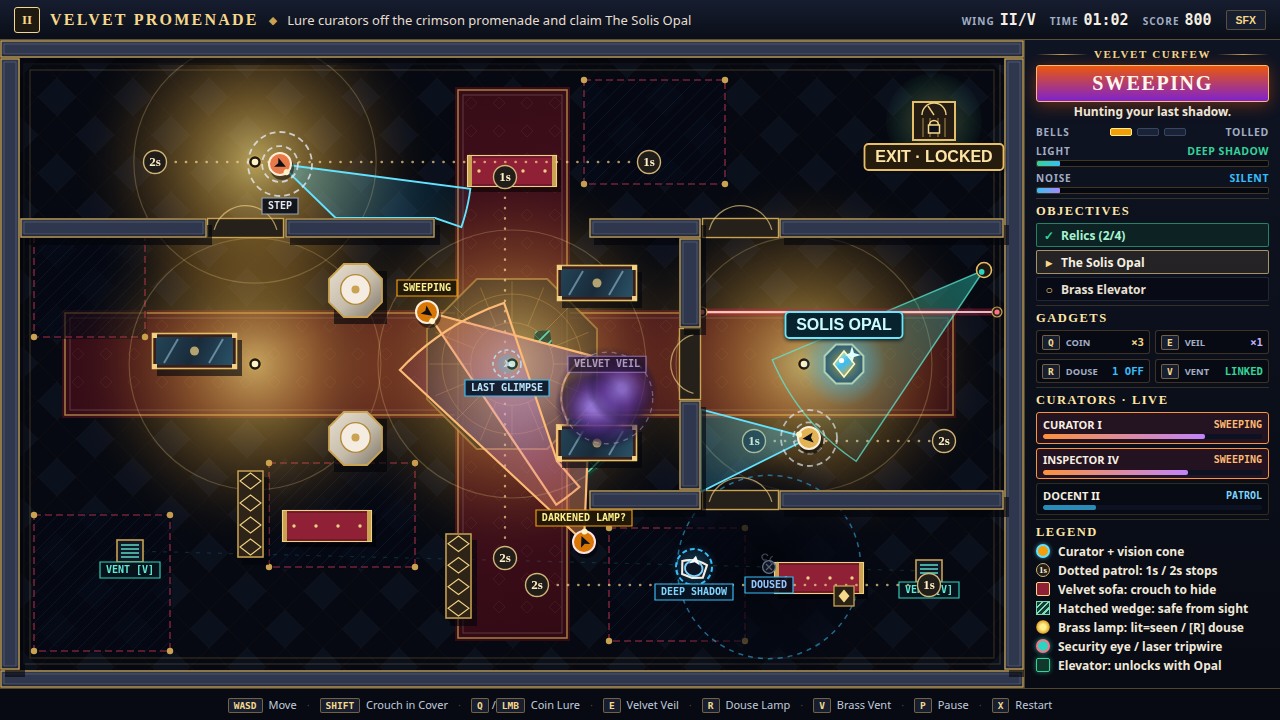 II VELVET PROMENADE ◆ Lure curators off the crimson promenade and claim The Solis Opal
WING II/V TIME 01:02 SCORE 800 SFX
2s
1s
1s
STEP
EXIT · LOCKED
SWEEPING
SOLIS OPAL
VELVET VEIL
LAST GLIMPSE
1s
2s
DARKENED LAMP?
VENT [V]
2s
2s
DEEP SHADOW
DOUSED
1s
VELVET CURFEW
SWEEPING
Hunting your last shadow.
BELLS TOLLED
LIGHT DEEP SHADOW
NOISE SILENT
OBJECTIVES
✓ Relics (2/4)
► The Solis Opal
○ Brass Elevator
GADGETS
Q COIN ×3
E VEIL ×1
R DOUSE 1 OFF
V VENT LINKED
CURATORS · LIVE
CURATOR I SWEEPING
INSPECTOR IV SWEEPING
DOCENT II PATROL
LEGEND
Curator + vision cone
1s Dotted patrol: 1s / 2s stops
Velvet sofa: crouch to hide
Hatched wedge: safe from sight
Brass lamp: lit=seen / [R] douse
Security eye / laser tripwire
Elevator: unlocks with Opal
WASD Move · SHIFT Crouch in Cover · Q / LMB Coin Lure · E Velvet Veil · R Douse Lamp · V Brass Vent · P Pause · X Restart